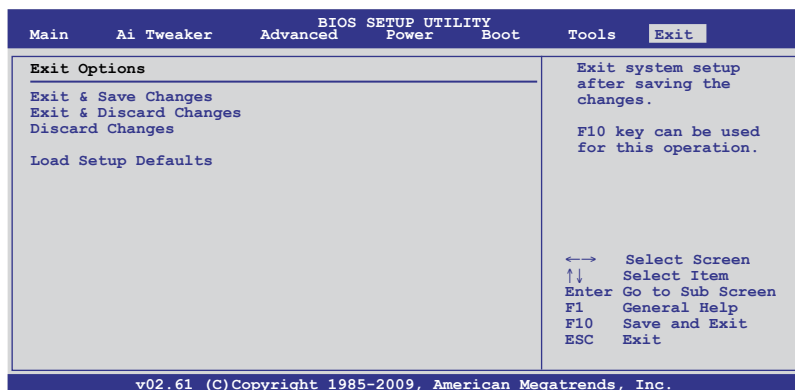 BIOS SETUP UTILITY
Main Ai Tweaker Advanced Power Boot Tools Exit
Exit Options
Exit & Save Changes
Exit & Discard Changes
Discard Changes
Load Setup Defaults
Exit system setup
after saving the
changes.
F10 key can be used
for this operation.
←→ Select Screen
↑↓ Select Item
Enter Go to Sub Screen
F1 General Help
F10 Save and Exit
ESC Exit
v02.61 (C)Copyright 1985-2009, American Megatrends, Inc.